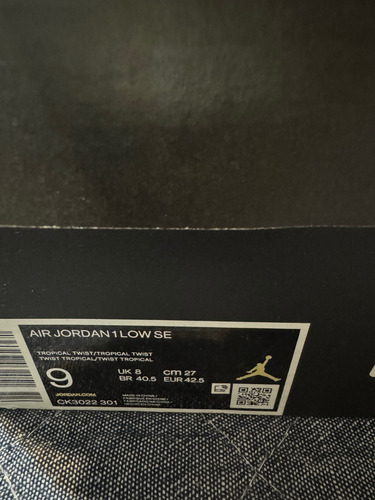 AIR JORDAN 1 LOW SE
TROPICAL TWIST/TROPICAL TWIST
TWIST TROPICAL/TWIST TROPICAL
9 UK 8 cm 27
BR 40.5 EUR 42.5
JORDAN.COM
CK3022 301